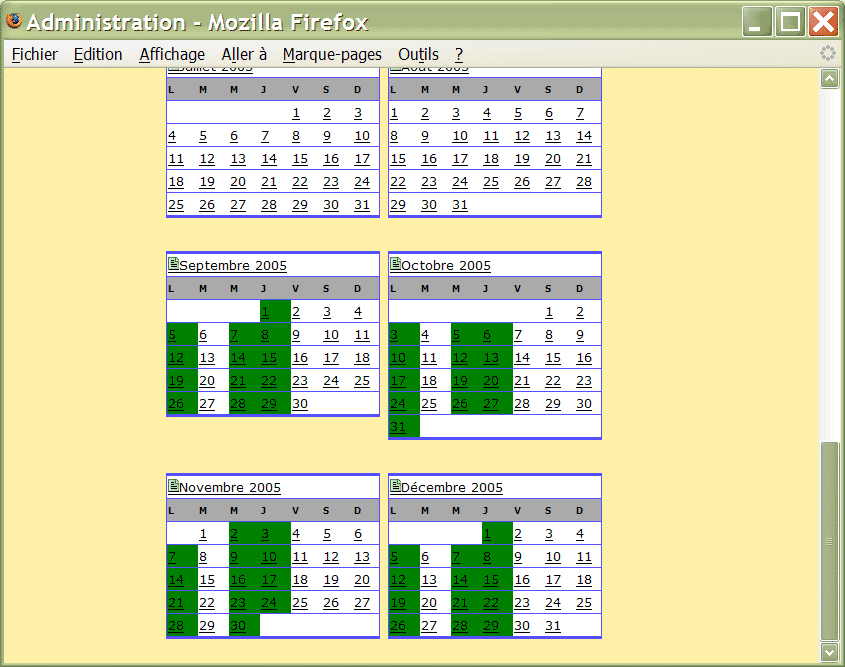 Administration - Mozilla Firefox
Fichier Edition Affichage Aller à Marque-pages Outils ?
Juillet 2005 Août 2005
L M M J V S D L M M J V S D
1 2 3 1 2 3 4 5 6 7
4 5 6 7 8 9 10 8 9 10 11 12 13 14
11 12 13 14 15 16 17 15 16 17 18 19 20 21
18 19 20 21 22 23 24 22 23 24 25 26 27 28
25 26 27 28 29 30 31 29 30 31
Septembre 2005 Octobre 2005
L M M J V S D L M M J V S D
1 2 3 4 1 2
5 6 7 8 9 10 11 3 4 5 6 7 8 9
12 13 14 15 16 17 18 10 11 12 13 14 15 16
19 20 21 22 23 24 25 17 18 19 20 21 22 23
26 27 28 29 30 24 25 26 27 28 29 30
31
Novembre 2005 Décembre 2005
L M M J V S D L M M J V S D
1 2 3 4 5 6 1 2 3 4
7 8 9 10 11 12 13 5 6 7 8 9 10 11
14 15 16 17 18 19 20 12 13 14 15 16 17 18
21 22 23 24 25 26 27 19 20 21 22 23 24 25
28 29 30 26 27 28 29 30 31